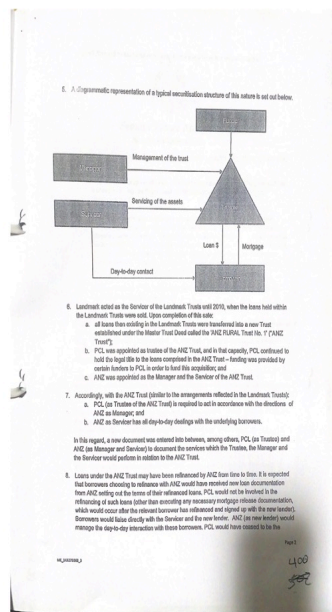 5. A diagrammatic representation of a typical securitisation structure of this nature is set out below.
Management of the trust
Manager
Servicing of the assets
Servicer
Loan $
Mortgage
Day-to-day contact
6. Landmark acted as the Servicer of the Landmark Trusts until 2010, when the loans held within
the Landmark Trusts were sold. Upon completion of this sale:
a. all loans then existing in the Landmark Trusts were transferred into a new Trust
established under the Master Trust Deed called the 'ANZ RURAL Trust No. 1' ("ANZ
Trust");
b. PCL was appointed as trustee of the ANZ Trust, and in that capacity, PCL continued to
hold the legal title to the loans comprised in the ANZ Trust – funding was provided by
certain funders to PCL in order to fund this acquisition; and
c. ANZ was appointed as the Manager and the Servicer of the ANZ Trust.
7. Accordingly, with the ANZ Trust (similar to the arrangements reflected in the Landmark Trusts):
a. PCL (as Trustee of the ANZ Trust) is required to act in accordance with the directions of
ANZ as Manager; and
b. ANZ as Servicer has all day-to-day dealings with the underlying borrowers.
In this regard, a new document was entered into between, among others, PCL (as Trustee) and
ANZ (as Manager and Servicer) to document the services which the Trustee, the Manager and
the Servicer would perform in relation to the ANZ Trust.
8. Loans under the ANZ Trust may have been refinanced by ANZ from time to time. It is expected
that borrowers choosing to refinance with ANZ would have received new loan documentation
from ANZ setting out the terms of their refinanced loans. PCL would not be involved in the
refinancing of such loans (other than executing any necessary mortgage release documentation,
which would occur after the relevant borrower has refinanced and signed up with the new lender).
Borrowers would liaise directly with the Servicer and the new lender. ANZ (as new lender) would
manage the day-to-day interaction with these borrowers. PCL would have ceased to be the
Page 2
400